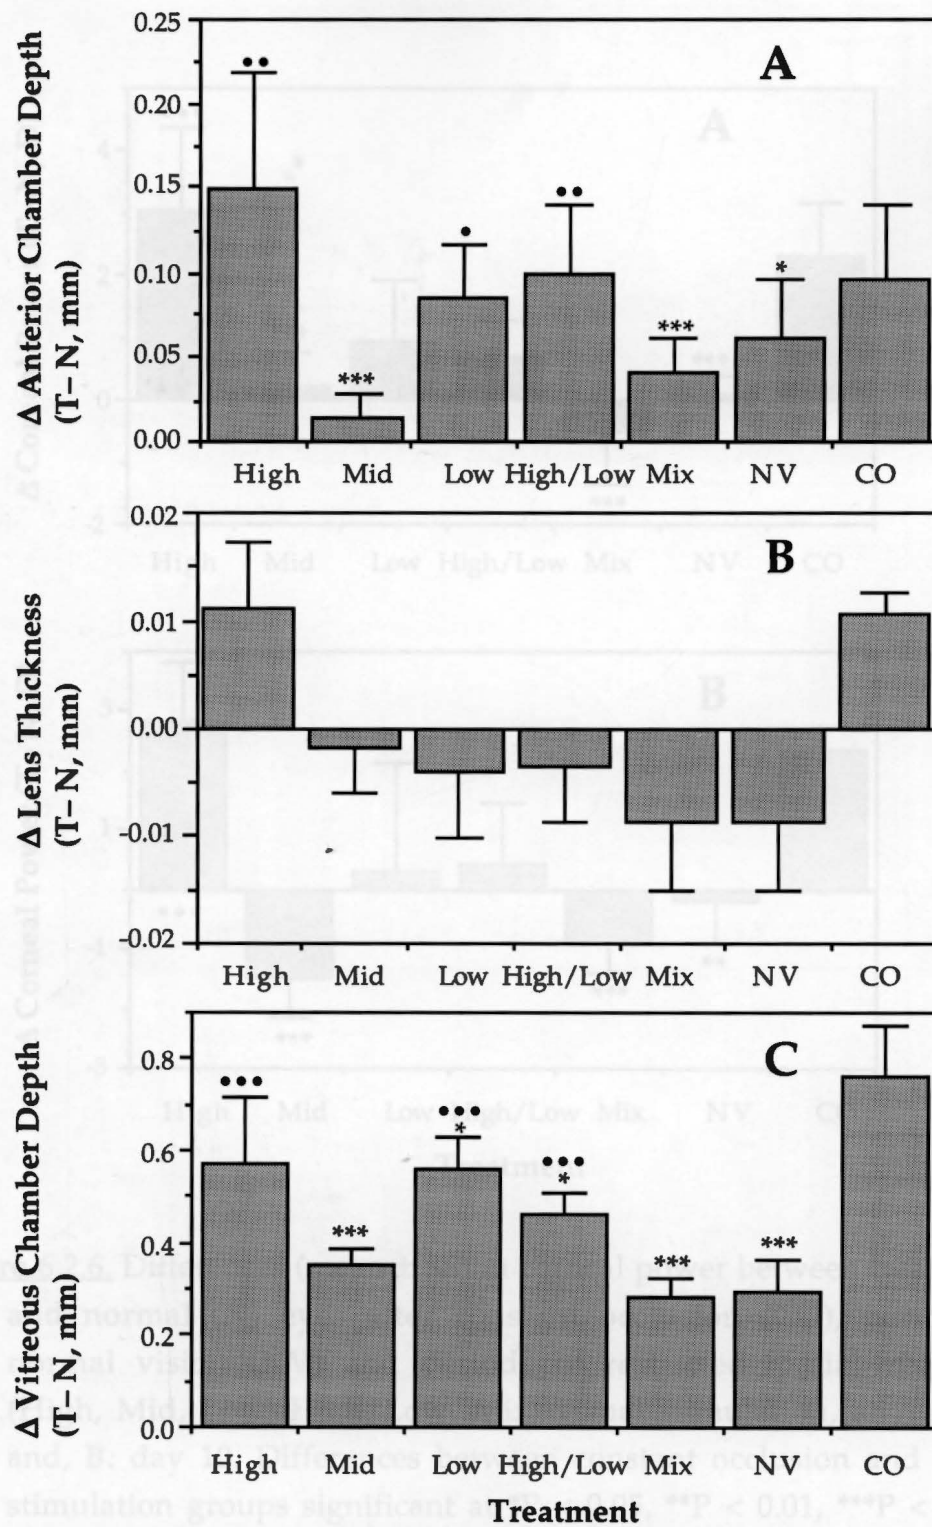 Δ Anterior Chamber Depth
(T– N, mm)
0.25
0.20
0.15
0.10
0.05
0.00
A
••
***
•
••
***
*
High Mid Low High/Low Mix NV CO
Δ Lens Thickness
(T– N, mm)
0.02
0.01
0.00
-0.01
-0.02
B
High Mid Low High/Low Mix NV CO
Δ Vitreous Chamber Depth
(T– N, mm)
0.8
0.6
0.4
0.2
0.0
C
•••
***
•••
*
•••
*
***
***
High Mid Low High/Low Mix NV CO
Treatment